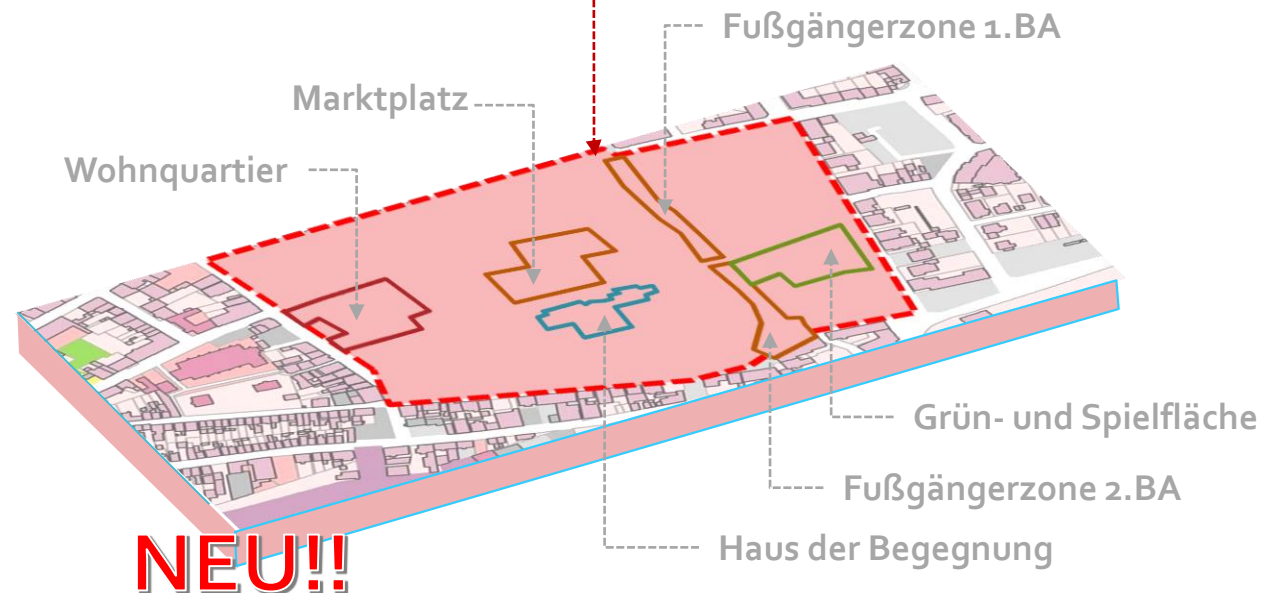 Fußgängerzone 1.BA
Marktplatz
Wohnquartier
Grün- und Spielfläche
Fußgängerzone 2.BA
Haus der Begegnung
NEU!!